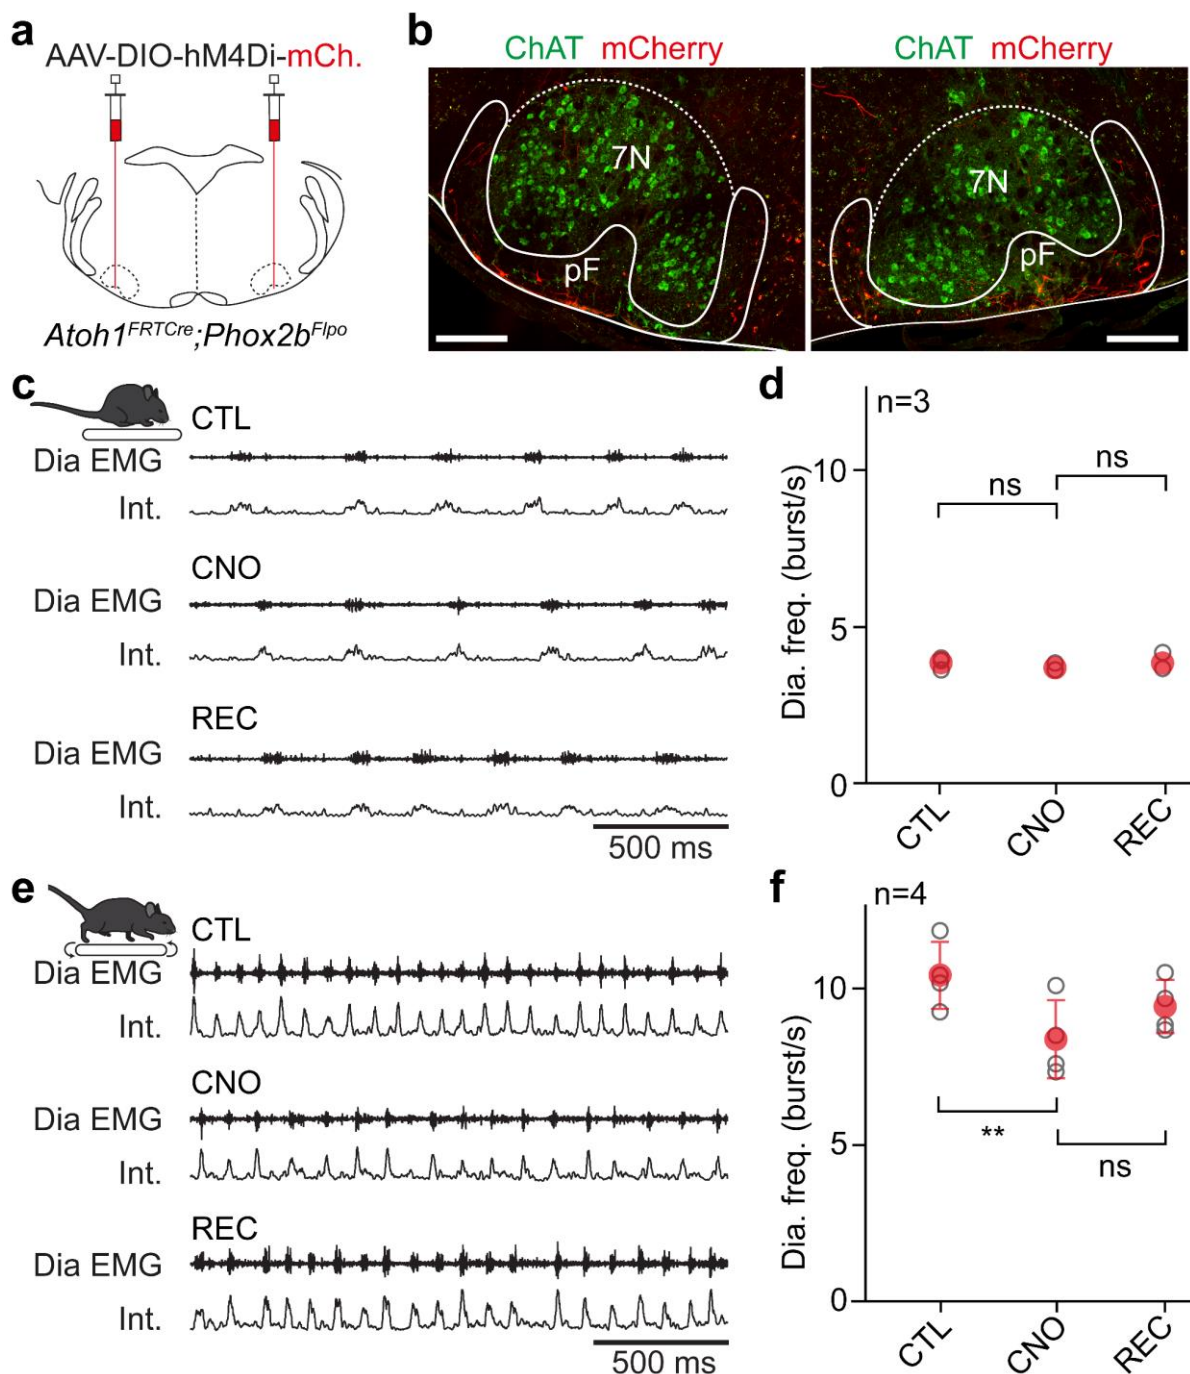 a
AAV-DIO-hM4Di-mCh.
Atoh1FRTCre;Phox2bFlpo
b
ChAT mCherry
7N
pF
ChAT mCherry
7N
pF
c
CTL
Dia EMG
Int.
CNO
Dia EMG
Int.
REC
Dia EMG
Int.
500 ms
d
n=3
Dia. freq. (burst/s)
10
5
0
ns
ns
CTL
CNO
REC
e
CTL
Dia EMG
Int.
CNO
Dia EMG
Int.
REC
Dia EMG
Int.
500 ms
f
n=4
Dia. freq. (burst/s)
10
5
0
**
ns
CTL
CNO
REC